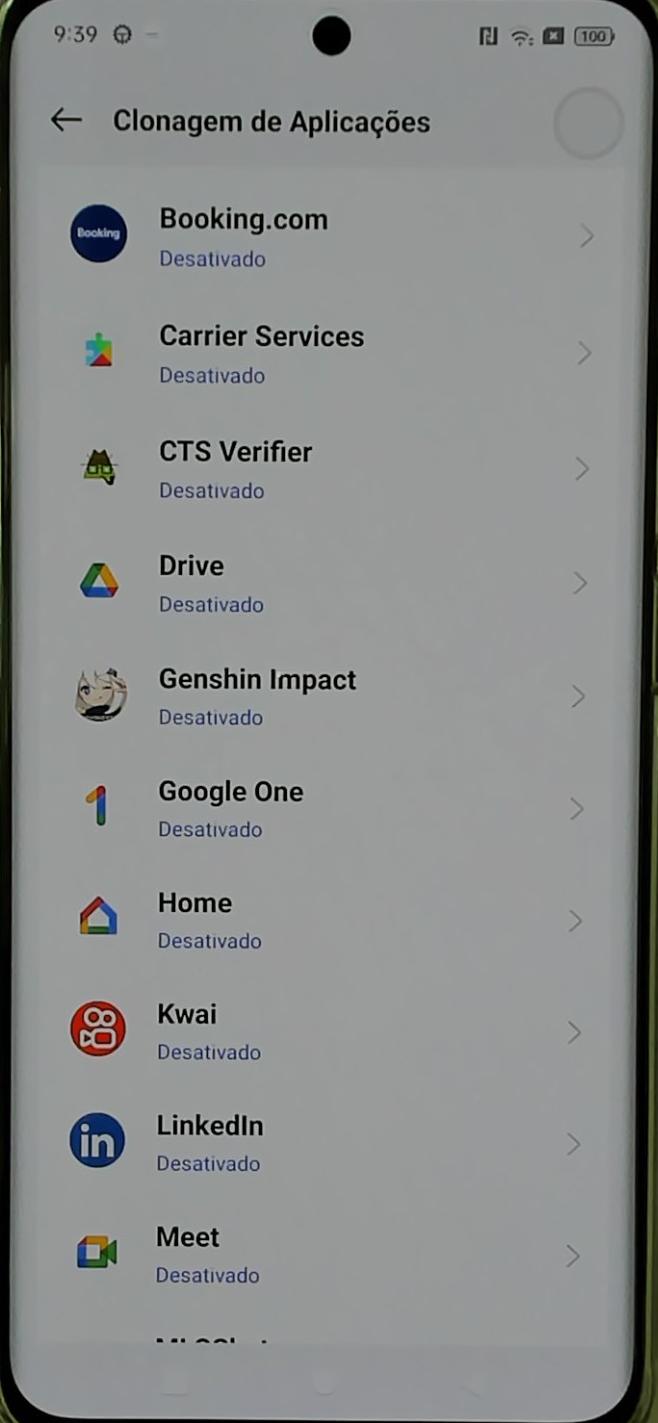 9:39
100
Clonagem de Aplicações
Booking
Booking.com
Desativado
Carrier Services
Desativado
CTS Verifier
Desativado
Drive
Desativado
Genshin Impact
Desativado
Google One
Desativado
Home
Desativado
Kwai
Desativado
in
LinkedIn
Desativado
Meet
Desativado